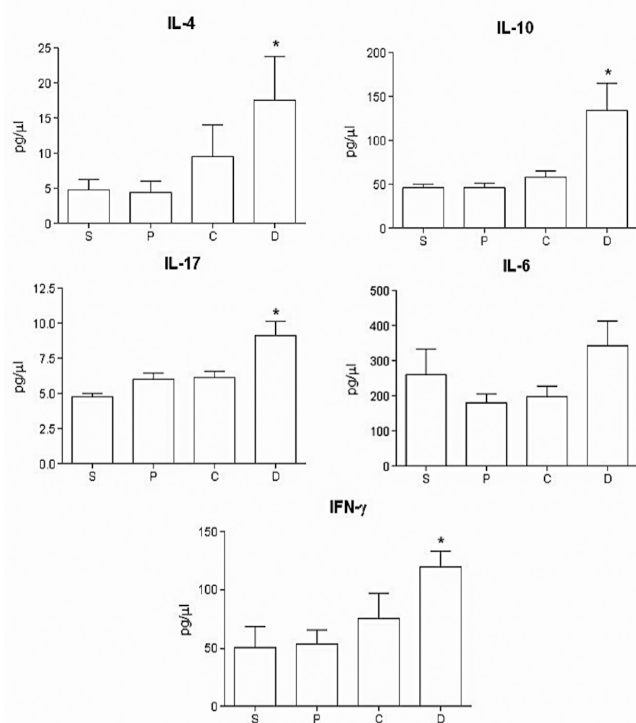 IL-4
25
20
15
10
5
0
pg/μl
*
S P C D
IL-10
200
150
100
50
0
pg/μl
*
S P C D
IL-17
12.5
10.0
7.5
5.0
2.5
0.0
pg/μl
*
S P C D
IL-6
500
400
300
200
100
0
pg/μl
S P C D
IFN-γ
150
100
50
0
pg/μl
*
S P C D